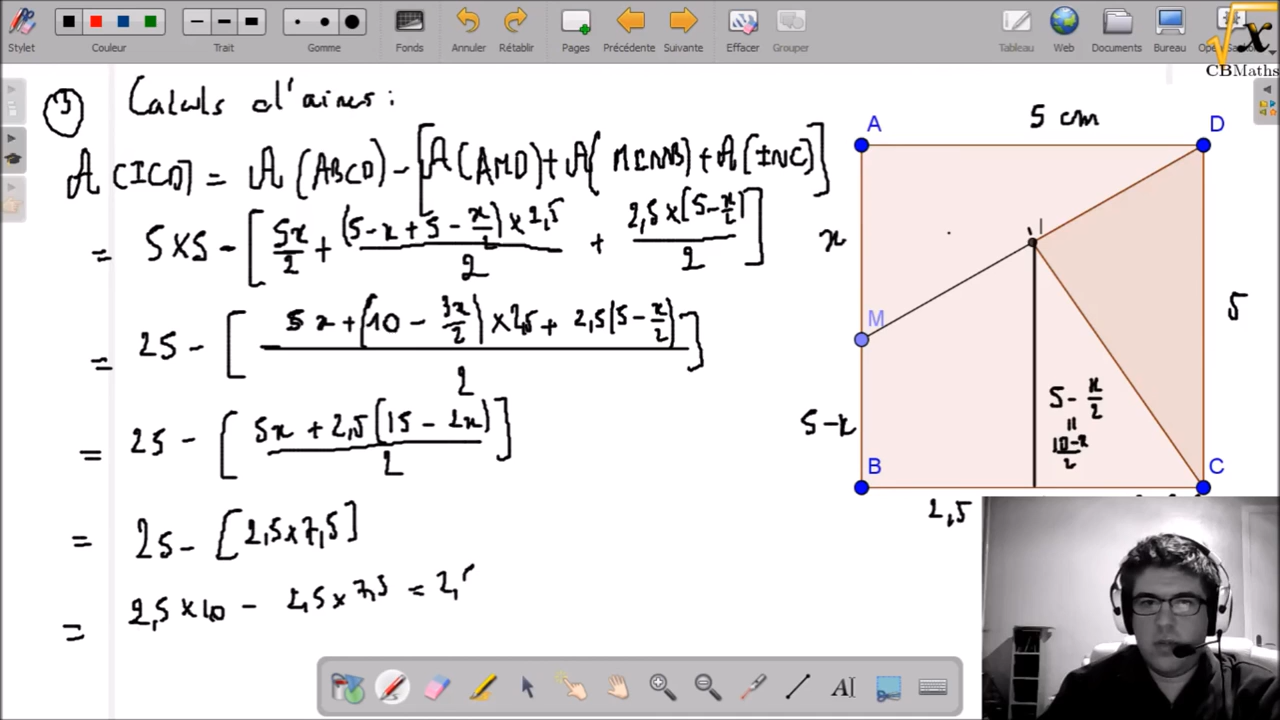 Stylet Couleur Trait Gomme Fonds Annuler Rétablir Pages Précédente Suivante Effacer Grouper Tableau Web Documents Bureau
√x
CBMaths
3 Calculs d'aires :
A(ICD) = A(ABCD) - [A(AMD) + A( + A(INC)]
= 5×5 - [5x/2 + (5-x+5-x/2)×2,5/2 + 2,5×(5-x/2)/2]
= 25 - [5x+(10-3x/2)×2,5+2,5(5-x/2)/2]
= 25 - [5x+2,5(15-2x)/2]
= 25 - [2,5×7,5]
= 2,5×10 - 2,5×7,5 = 2,
5 cm
A
D
x
I
M
5
5-x/2
=
10-x/2
5-x
B
C
2,5
AI